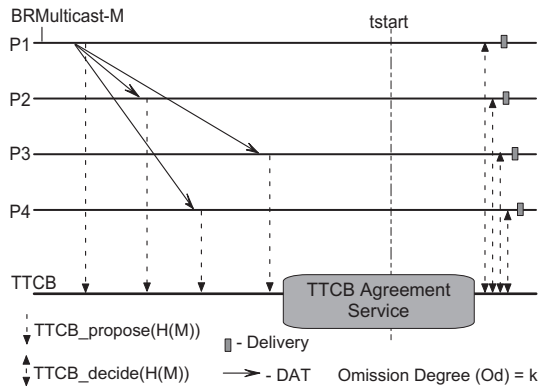 BRMulticast-M
tstart
P1
P2
P3
P4
TTCB
TTCB Agreement
Service
TTCB_propose(H(M))
- Delivery
TTCB_decide(H(M))
- DAT
Omission Degree (Od) = k